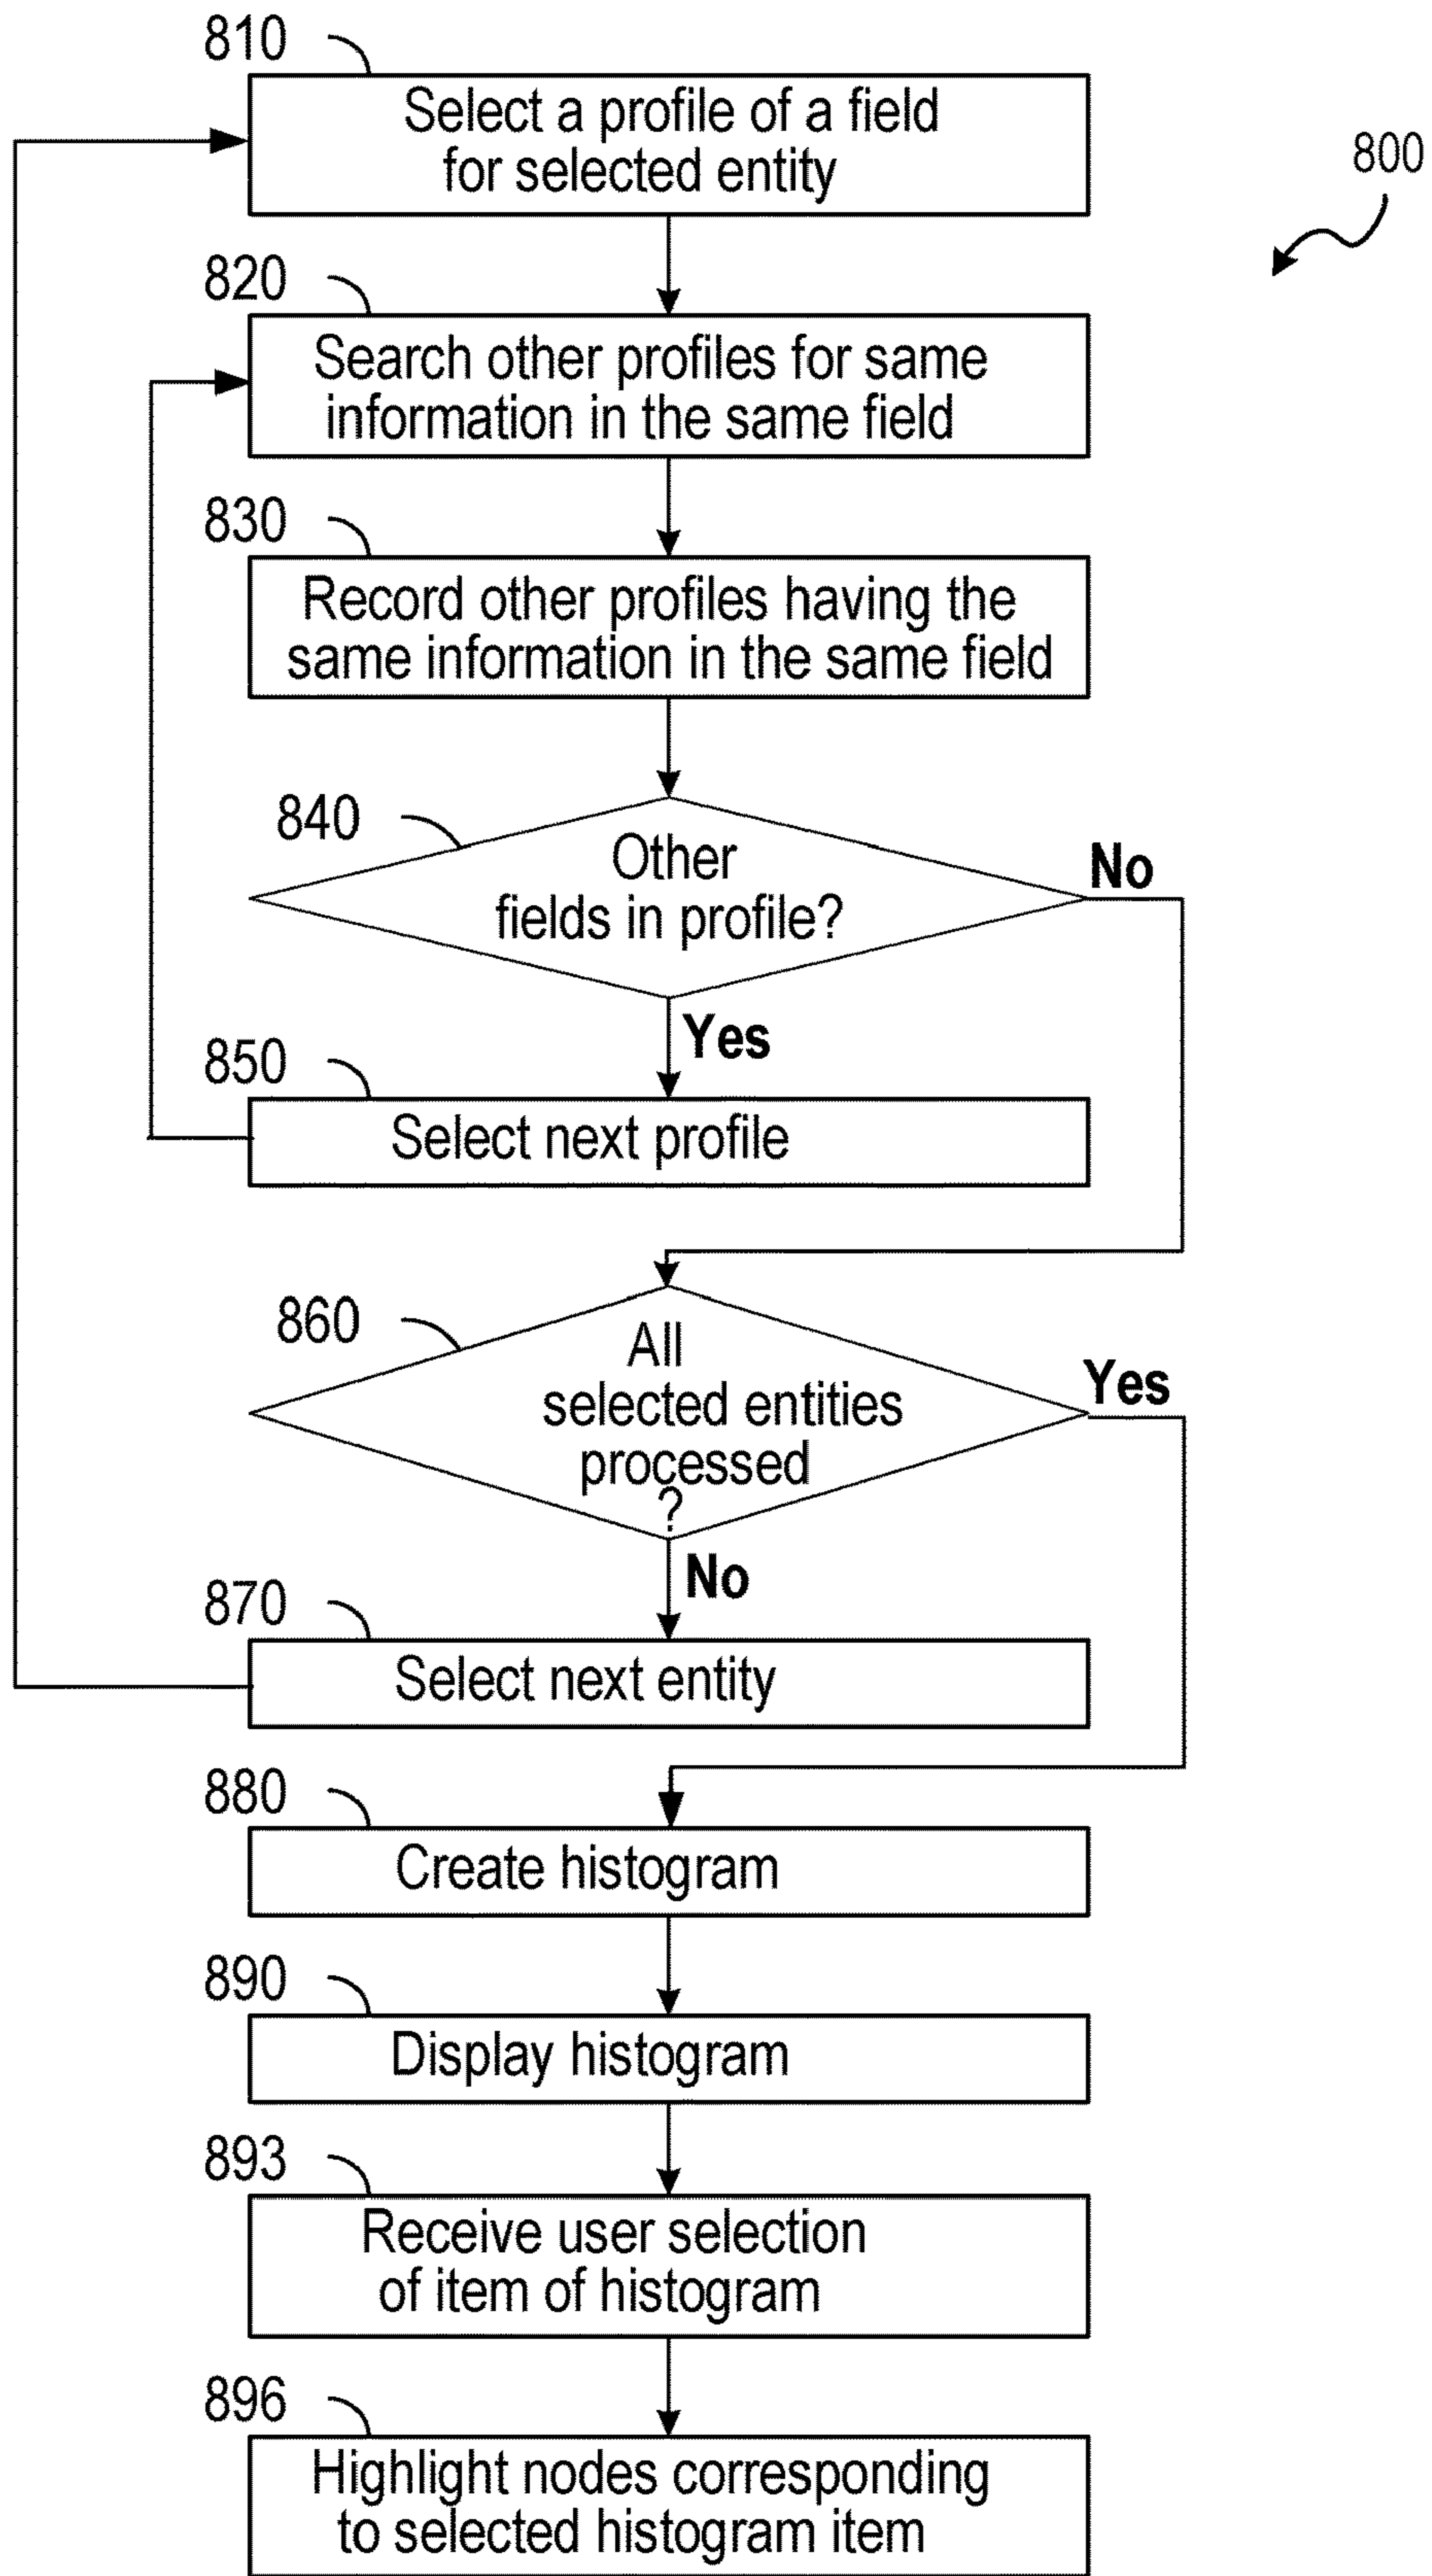 810
Select a profile of a field
for selected entity
800
820
Search other profiles for same
information in the same field
830
Record other profiles having the
same information in the same field
840
Other
fields in profile?
No
Yes
850
Select next profile
860
All
selected entities
processed
?
Yes
No
870
Select next entity
880
Create histogram
890
Display histogram
893
Receive user selection
of item of histogram
896
Highlight nodes corresponding
to selected histogram item